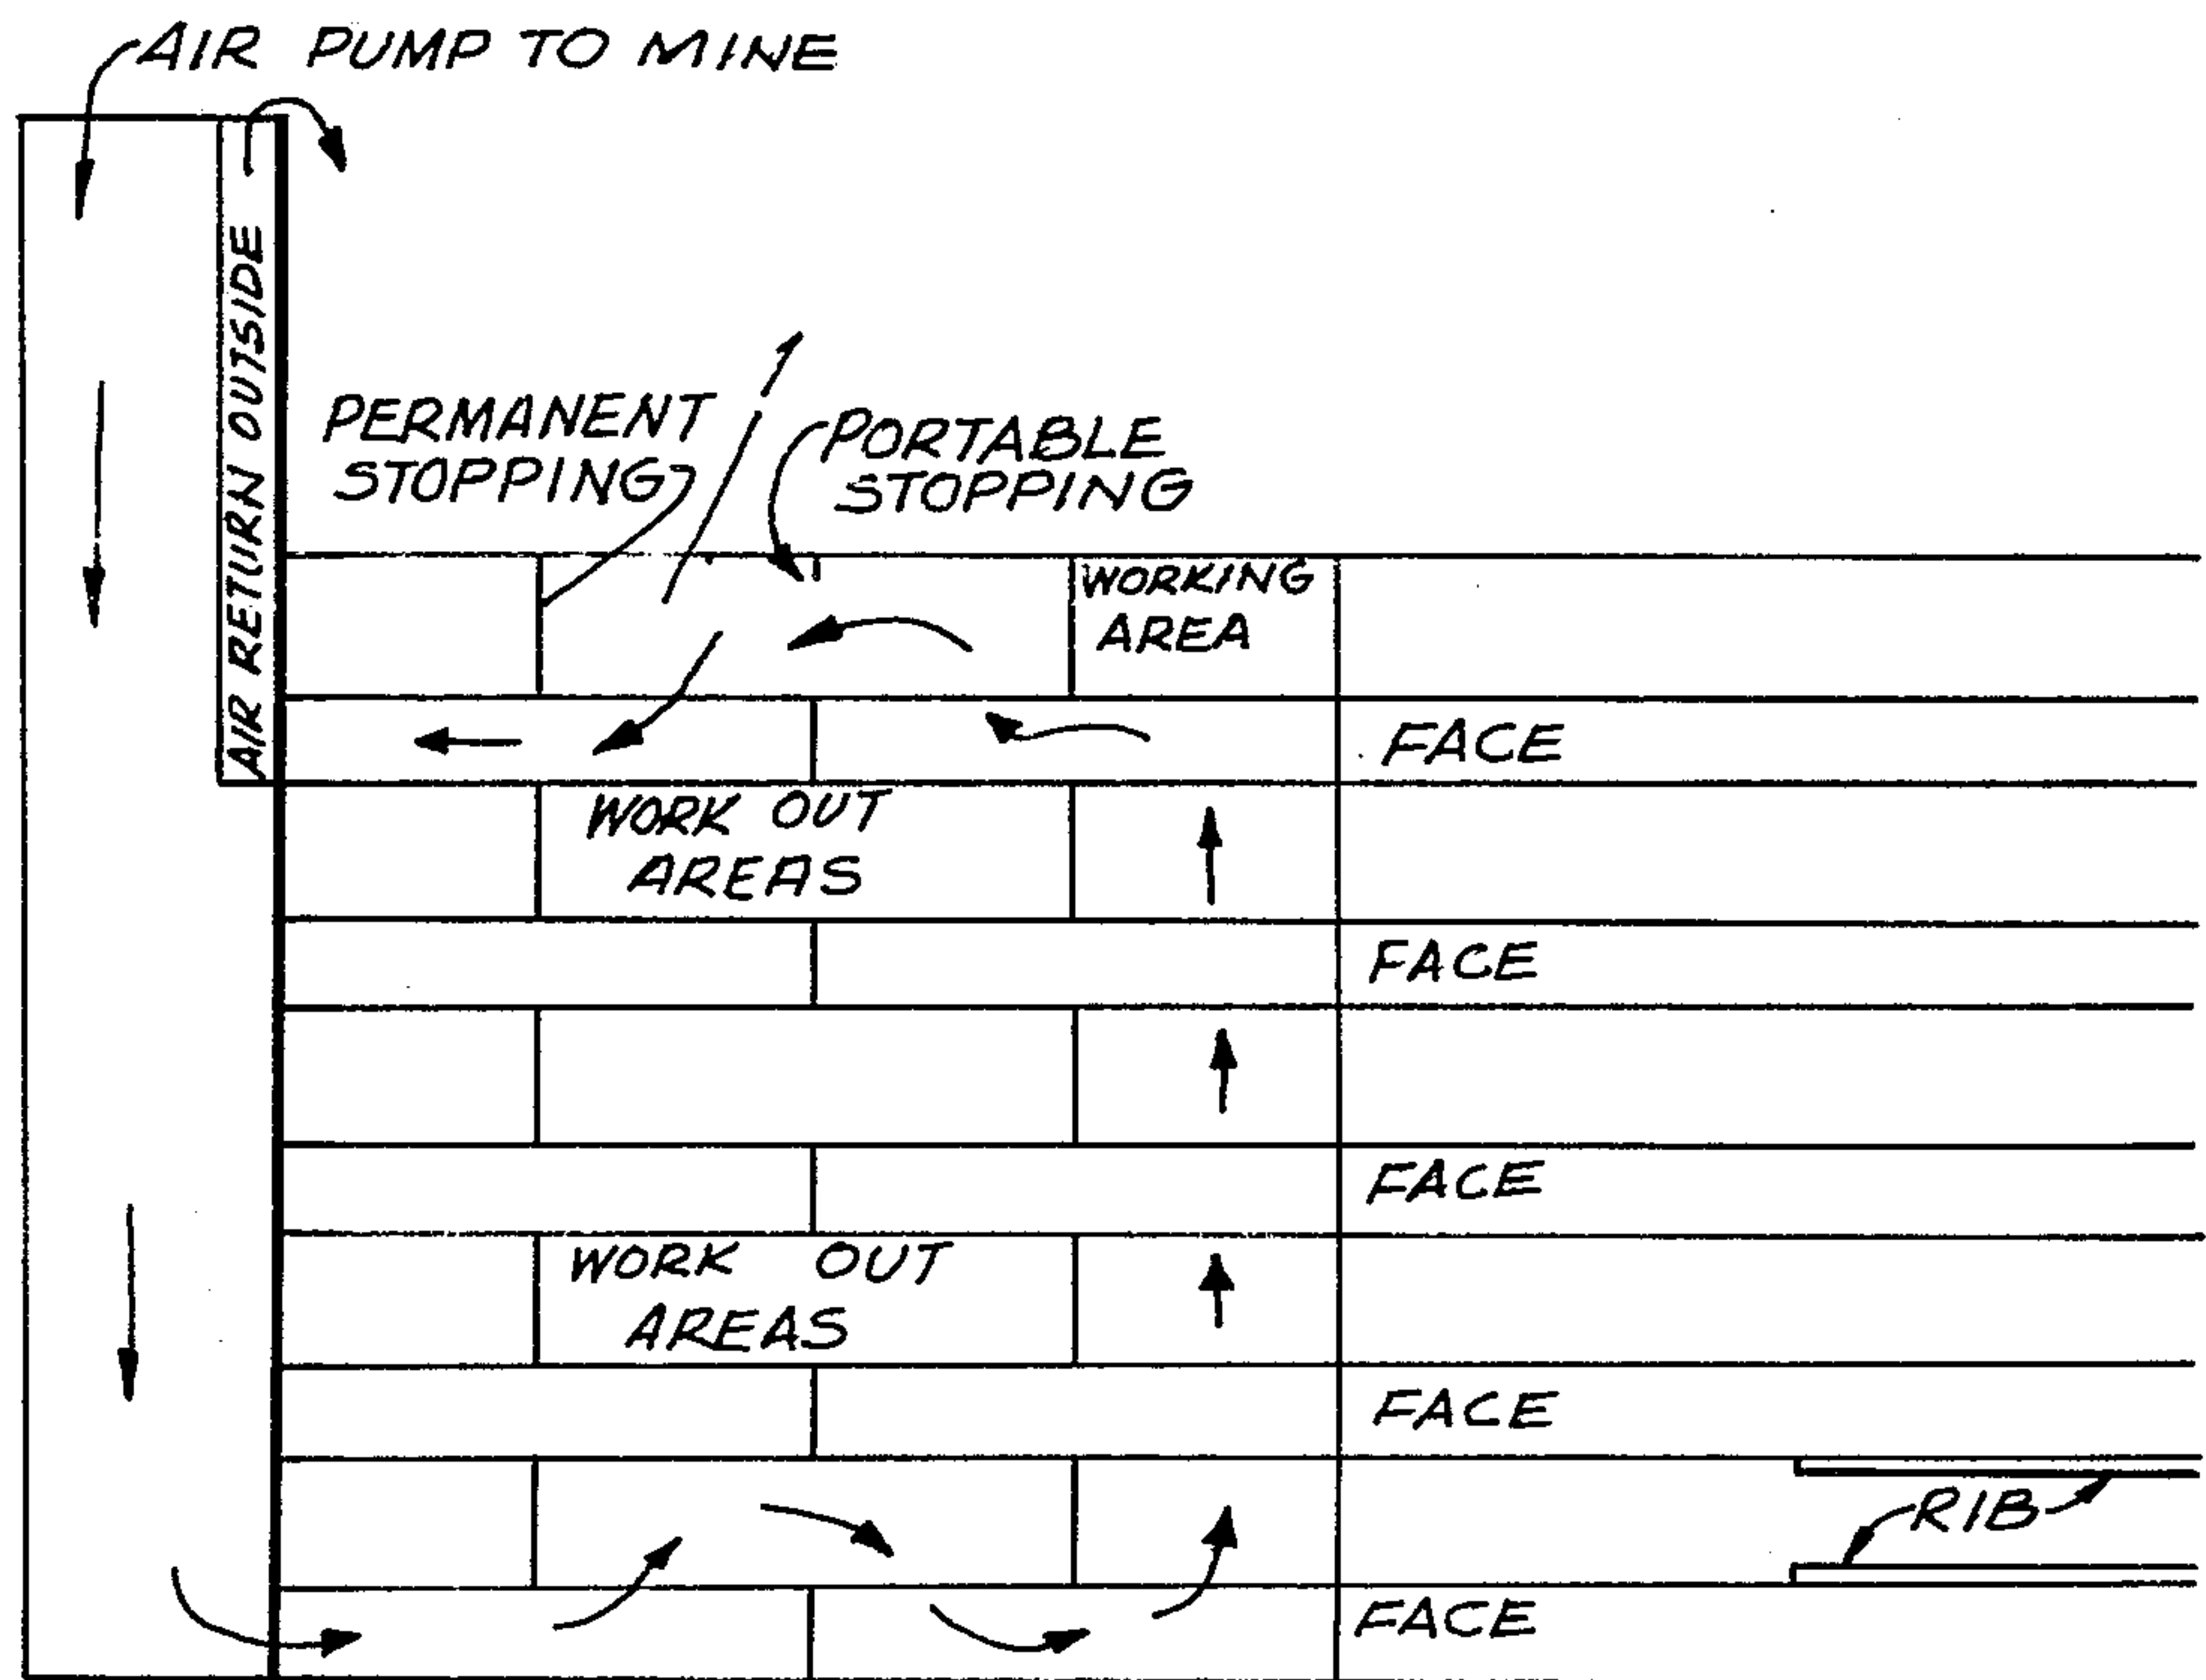 AIR PUMP TO MINE
AIR RETURN OUTSIDE
PERMANENT
STOPPING
PORTABLE
STOPPING
WORKING
AREA
FACE
WORK OUT
AREAS
FACE
FACE
WORK OUT
AREAS
FACE
RIB
FACE